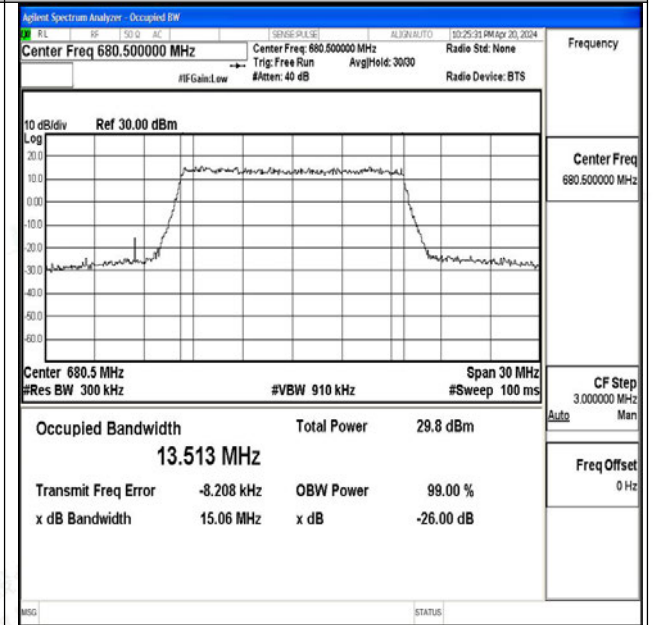 Agilent Spectrum Analyzer - Occupied BW
RL RF 50 Ω AC SENSE:PULSE ALIGN AUTO 10:25:31 PM Apr 20, 2024
Center Freq 680.500000 MHz Center Freq: 680.500000 MHz Radio Std: None Frequency
Trig: Free Run Avg|Hold: 30/30
#IFGain:Low #Atten: 40 dB Radio Device: BTS
10 dB/div Ref 30.00 dBm
Log
20.0
10.0
0.00
-10.0
-20.0
-30.0
-40.0
-50.0
-60.0
Center Freq
680.500000 MHz
Center 680.5 MHz Span 30 MHz
#Res BW 300 kHz #VBW 910 kHz #Sweep 100 ms
CF Step
3.000000 MHz
Auto Man
Occupied Bandwidth Total Power 29.8 dBm
13.513 MHz
Transmit Freq Error -8.208 kHz OBW Power 99.00 %
x dB Bandwidth 15.06 MHz x dB -26.00 dB
Freq Offset
0 Hz
MSG STATUS